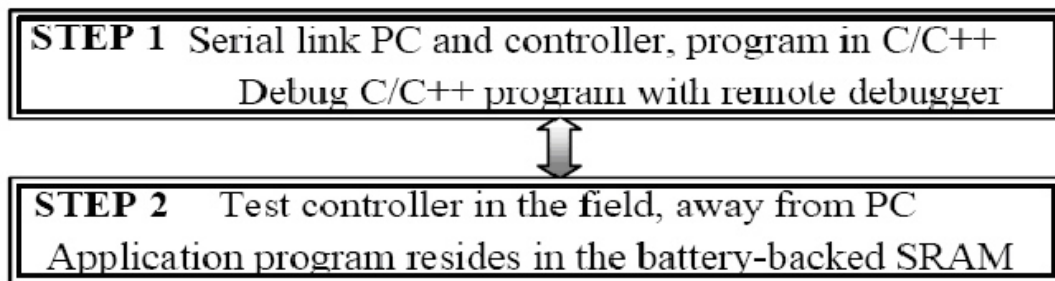 STEP 1 Serial link PC and controller, program in C/C++
Debug C/C++ program with remote debugger
STEP 2 Test controller in the field, away from PC
Application program resides in the battery-backed SRAM